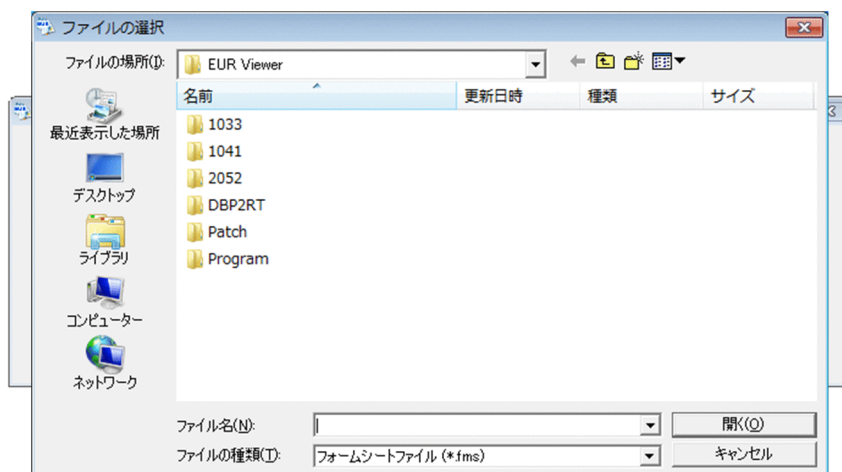 ファイルの選択
ファイルの場所(I):
EUR Viewer
名前
更新日時
種類
サイズ
最近表示した場所
デスクトップ
ライブラリ
コンピューター
ネットワーク
1033
1041
2052
DBP2RT
Patch
Program
ファイル名(N):
開く(O)
ファイルの種類(T):
フォームシートファイル (*.fms)
キャンセル